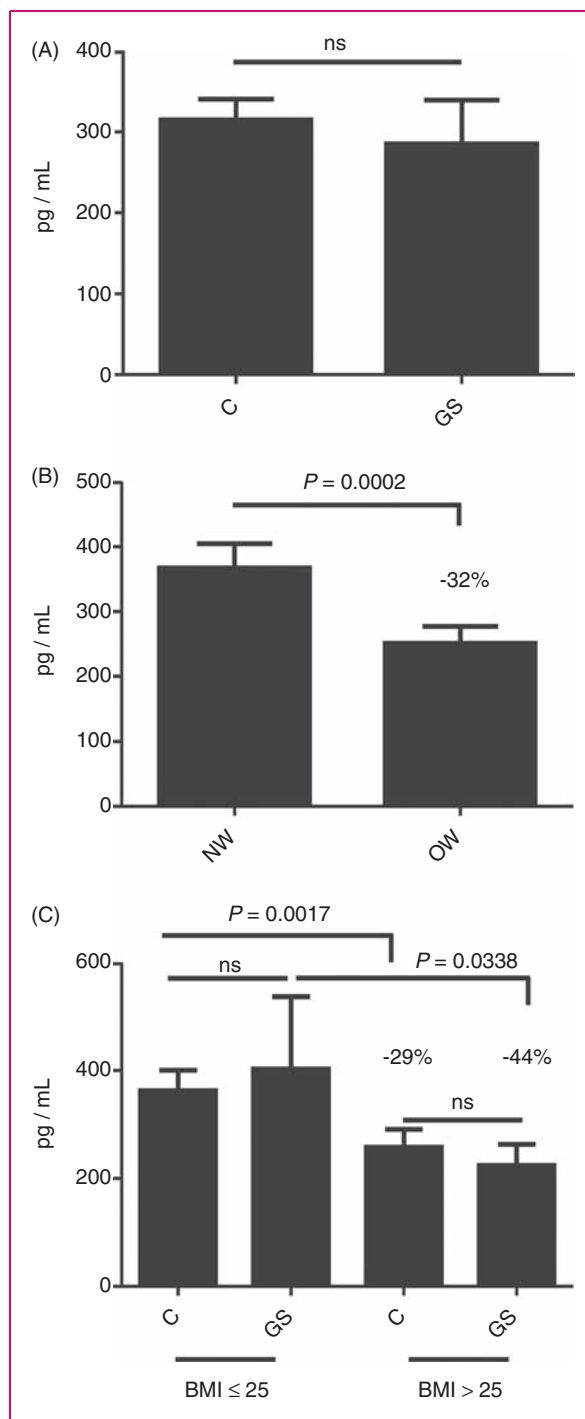 (A)
ns
400
300
200
100
0
pg / mL
C
GS
(B)
P = 0.0002
-32%
500
400
300
200
100
0
pg / mL
NW
OW
(C)
P = 0.0017
ns
P = 0.0338
-29%
-44%
ns
600
400
200
0
pg / mL
C
GS
C
GS
BMI ≤ 25
BMI > 25